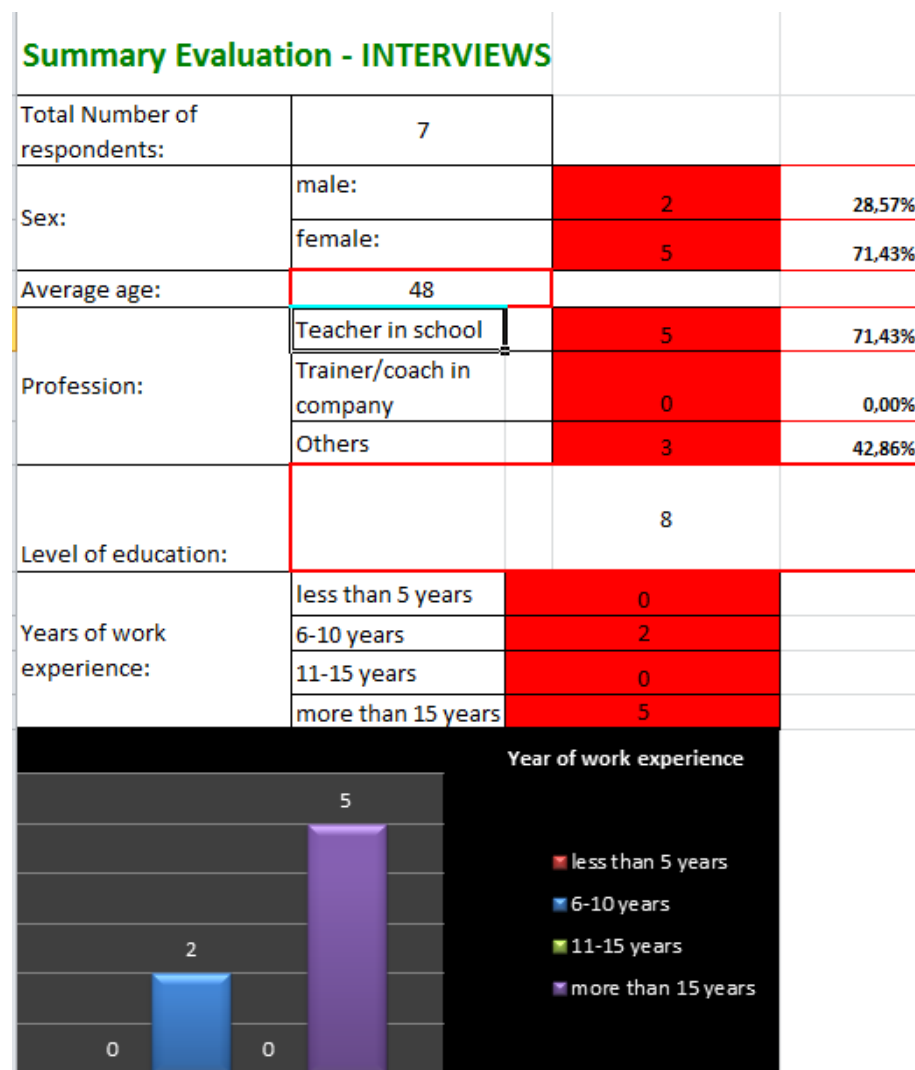 Summary Evaluation - INTERVIEWS
Total Number of
respondents:
7
Sex:
male:
2
28,57%
female:
5
71,43%
Average age:
48
Profession:
Teacher in school
5
71,43%
Trainer/coach in
company
0
0,00%
Others
3
42,86%
Level of education:
8
Years of work
experience:
less than 5 years
0
6-10 years
2
11-15 years
0
more than 15 years
5
Year of work experience
0
2
0
5
less than 5 years
6-10 years
11-15 years
more than 15 years